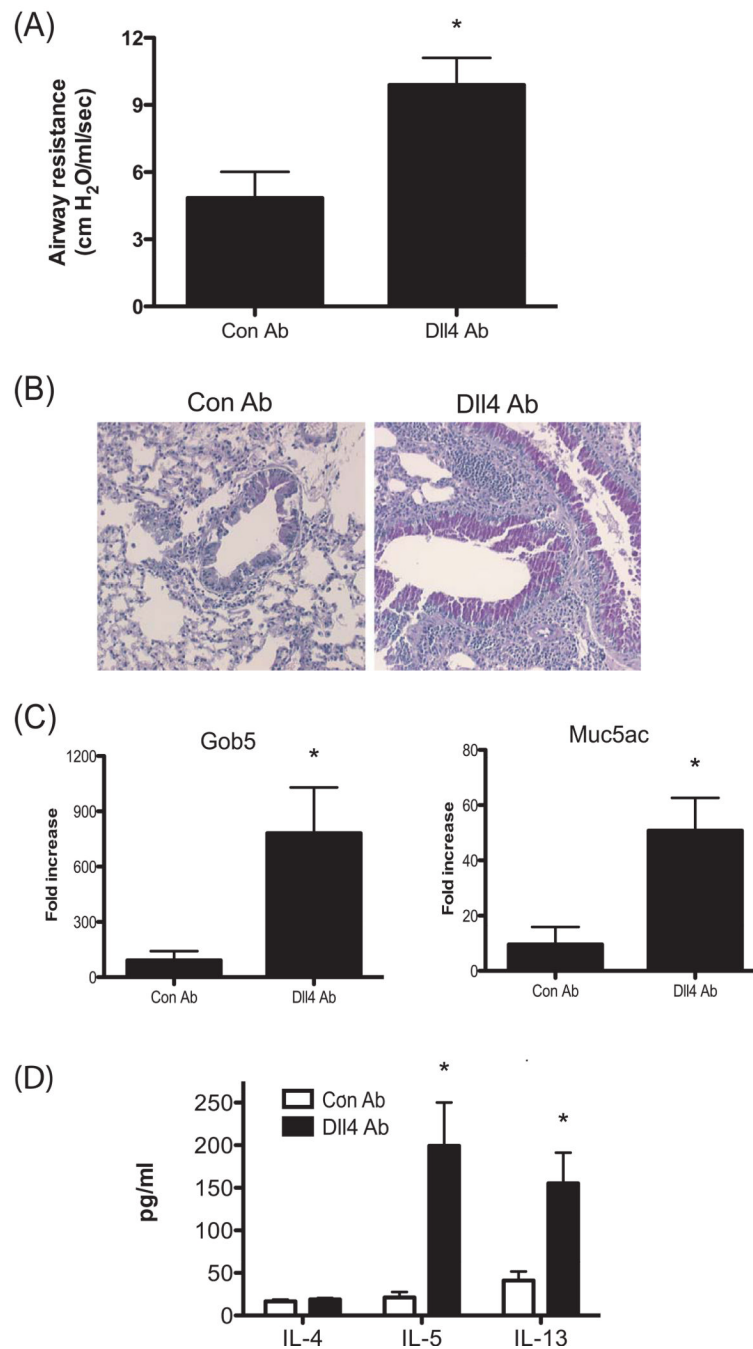 (A)
*
12
9
6
3
0
Airway resistance
(cm H₂O/ml/sec)
Con Ab
Dll4 Ab
(B)
Con Ab
Dll4 Ab
(C)
Gob5
*
1200
900
600
300
0
Fold increase
Con Ab
Dll4 Ab
Muc5ac
*
80
60
40
20
0
Fold increase
Con Ab
Dll4 Ab
(D)
Con Ab
Dll4 Ab
*
*
250
200
150
100
50
0
pg/ml
IL-4
IL-5
IL-13